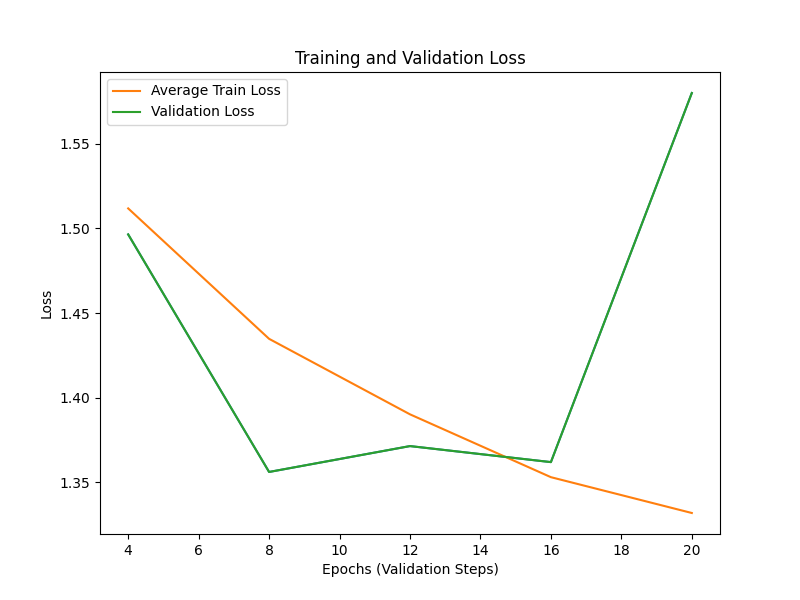 Training and Validation Loss
Average Train Loss
Validation Loss
1.55
1.50
1.45
1.40
1.35
Loss
4 6 8 10 12 14 16 18 20
Epochs (Validation Steps)